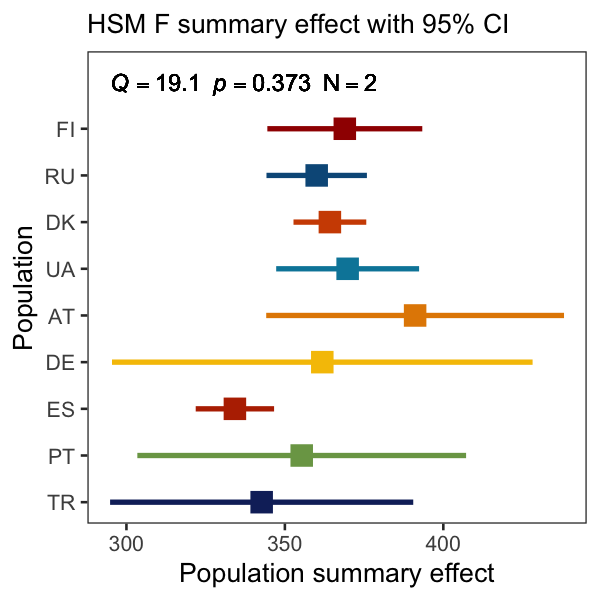 HSM F summary effect with 95% CI
Q = 19.1 p = 0.373 N = 2
Population
FI
RU
DK
UA
AT
DE
ES
PT
TR
300 350 400
Population summary effect